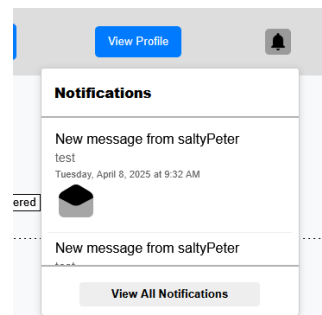 View Profile
Notifications
New message from saltyPeter
test
Tuesday, April 8, 2025 at 9:32 AM
ered
New message from saltyPeter
View All Notifications